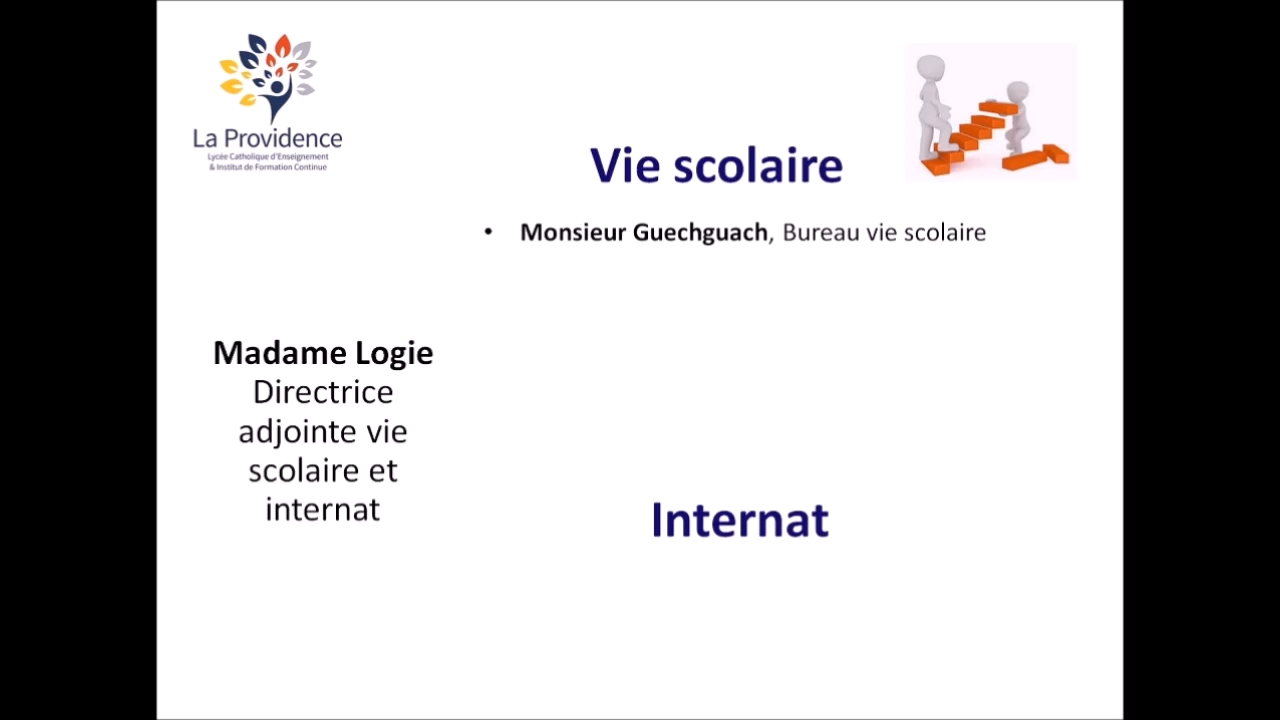 La Providence
Lycée Catholique d'Enseignement
& Institut de Formation Continue
Vie scolaire
• Monsieur Guechguach, Bureau vie scolaire
Madame Logie
Directrice
adjointe vie
scolaire et
internat
Internat